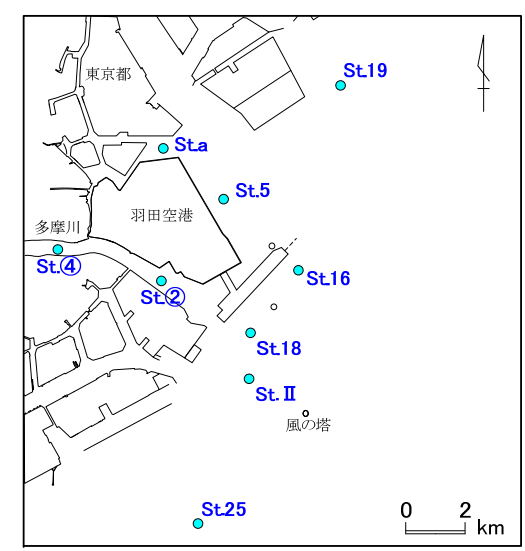 東京都
St.19
St.a
St.5
羽田空港
多摩川
St.④
St.②
St.16
St.18
St.Ⅱ
風の塔
St.25
0 2
km